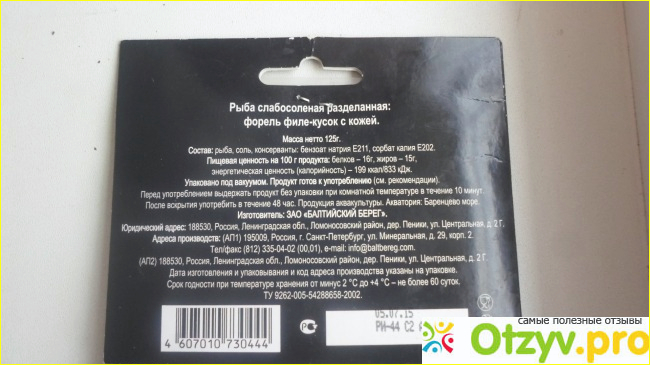 Рыба слабосоленая разделанная:
форель филе-кусок с кожей.
Масса нетто 125г.
Состав: рыба, соль, консерванты: бензоат натрия Е211, сорбат калия Е202.
Пищевая ценность на 100 г продукта: белков – 16г, жиров – 15г,
энергетическая ценность (калорийность) – 199 ккал/833 кДж.
Упаковано под вакуумом. Продукт готов к употреблению (см. рекомендации).
Перед употреблением выдержать продукт без упаковки при комнатной температуре в течение 10 минут.
После вскрытия употребить в течение 48 час. Продукция аквакультуры. Акватория: Баренцево море.
Изготовитель: ЗАО «БАЛТИЙСКИЙ БЕРЕГ».
Юридический адрес: 188530, Россия, Ленинградская обл., Ломоносовский район, дер. Пеники, ул. Центральная, д. 2 Г.
Адреса производств: (АП1) 195009, Россия, г. Санкт-Петербург, ул. Минеральная, д. 29, корп. 2.
Тел/факс: (812) 335-04-02 (00,01), e-mail: info@baltbereg.com
(АП2) 188530, Россия, Ленинградская обл., Ломоносовский район, дер. Пеники, ул. Центральная, д. 2 Г.
Дата изготовления и упаковывания и код адреса производства указаны на упаковке.
Срок годности при температуре хранения от минус 2 °С до +4°С – не более 60 суток.
ТУ 9262-005-54288658-2002.
05.07.15
РИ-44 С2
4 607010 730444
самые полезные отзывы
Otzyv.pro